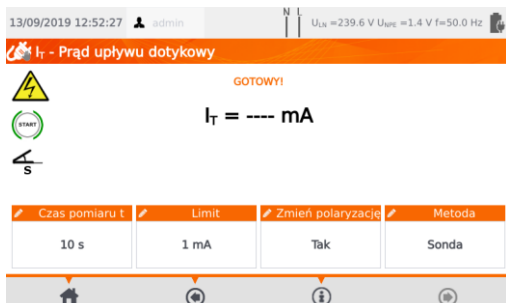 13/09/2019 12:52:27 admin N L U_LN =239.6 V U_NPE =1.4 V f=50.0 Hz
I_T - Prąd upływu dotykowy
GOTOWY!
I_T = ---- mA
START
S
Czas pomiaru t Limit Zmień polaryzację Metoda
10 s 1 mA Tak Sonda